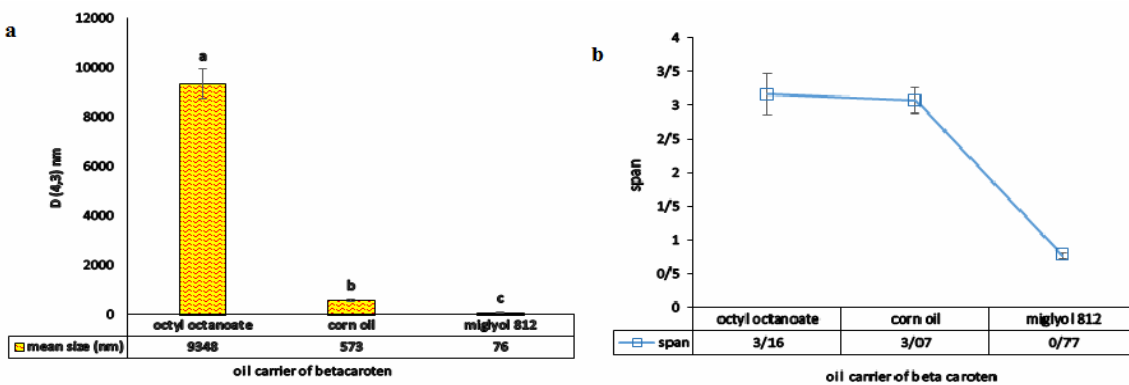 a
12000
10000
8000
6000
4000
2000
0
D (4,3) nm
a
b
c
octyl octanoate corn oil miglyol 812
mean size (nm) 9348 573 76
oil carrier of betacaroten
b
4
3/5
3
2/5
2
1/5
1
0/5
0
span
octyl octanoate corn oil miglyol 812
span 3/16 3/07 0/77
oil carrier of beta caroten